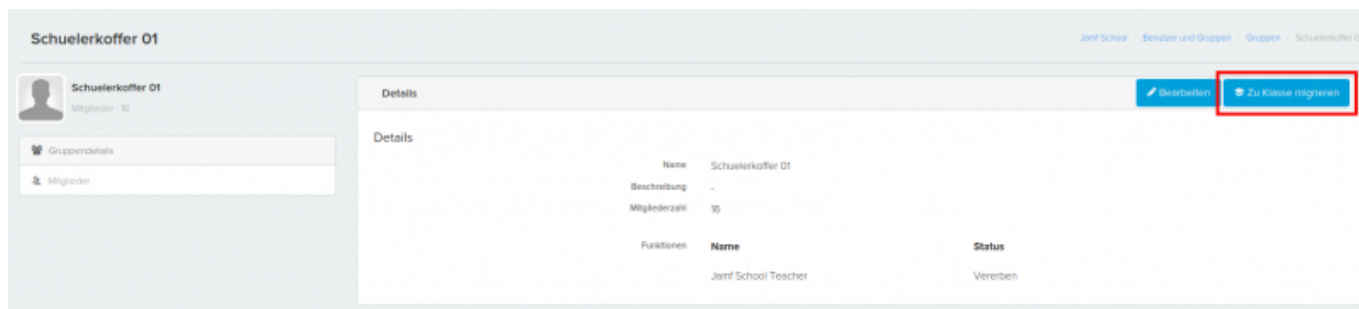 Schuelerkoffer 01
Jamf School / Benutzer und Gruppen / Gruppen / Schuelerkoffer 0
Schuelerkoffer 01
Mitglieder : 16
Details
Bearbeiten
Zu Klasse migrieren
Gruppendetails
Mitglieder
Details
Name Schuelerkoffer 01
Beschreibung -
Mitgliederzahl 16
Funktionen Name Status
Jamf School Teacher Vererben